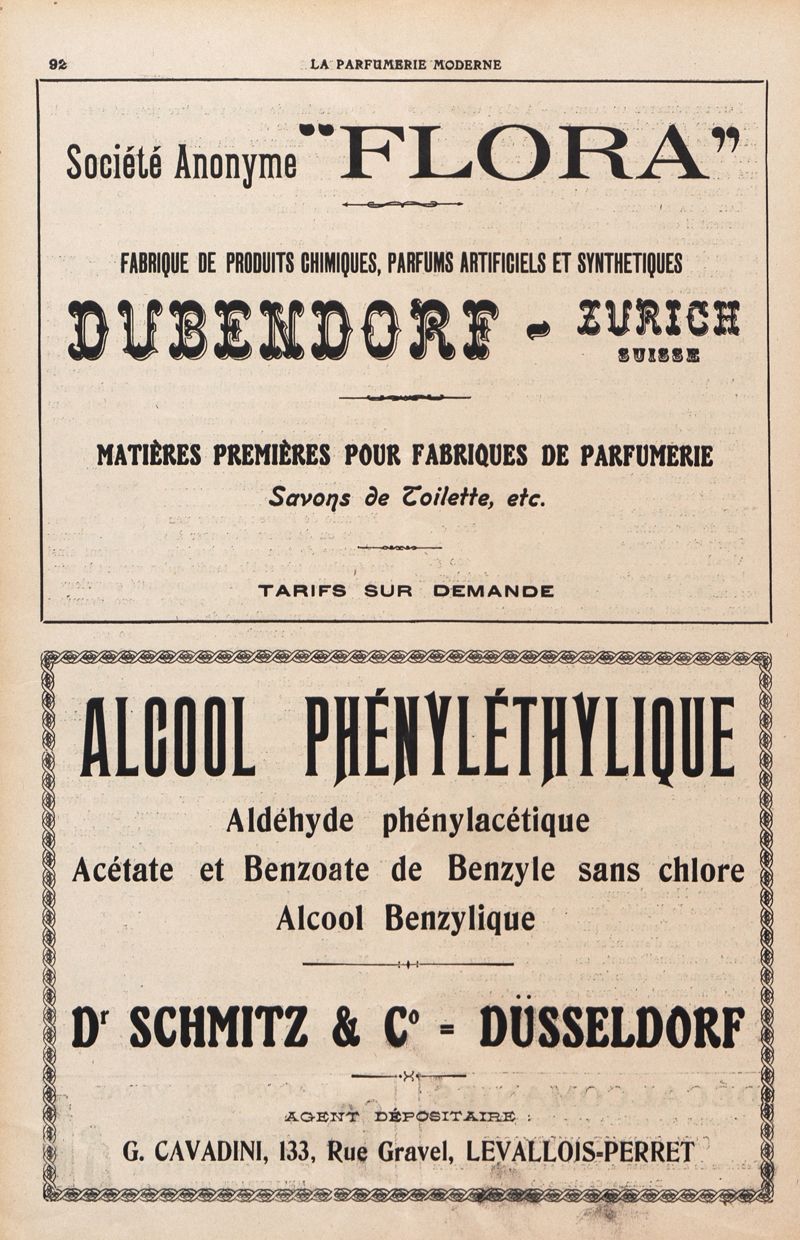 92
LA PARFUMERIE MODERNE
Société Anonyme "FLORA"
FABRIQUE DE PRODUITS CHIMIQUES, PARFUMS ARTIFICIELS ET SYNTHETIQUES
DUBENDORF - ZURICH
SUISSE
MATIÈRES PREMIÈRES POUR FABRIQUES DE PARFUMERIE
Savons de Toilette, etc.
TARIFS SUR DEMANDE
ALCOOL PHÉNYLÉTHYLIQUE
Aldéhyde phénylacétique
Acétate et Benzoate de Benzyle sans chlore
Alcool Benzylique
Dr SCHMITZ & Co = DÜSSELDORF
AGENT DÉPOSITAIRE :
G. CAVADINI, 133, Rue Gravel, LEVALLOIS-PERRET